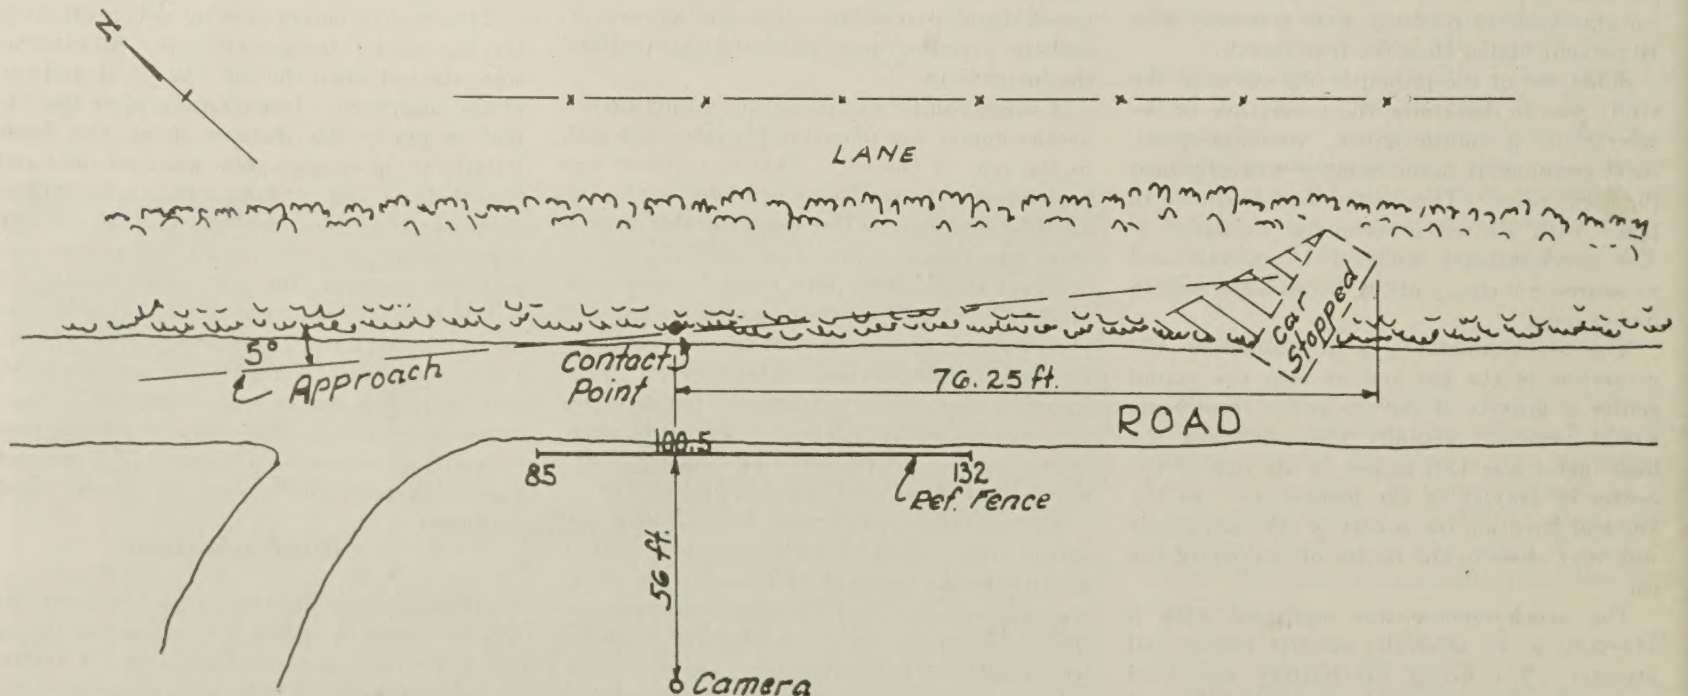 N
LANE
5°
Approach
Contact
Point
76.25 ft.
Car
Stopped
ROAD
100.5
85
132
Ref. Fence
56 ft.
Camera